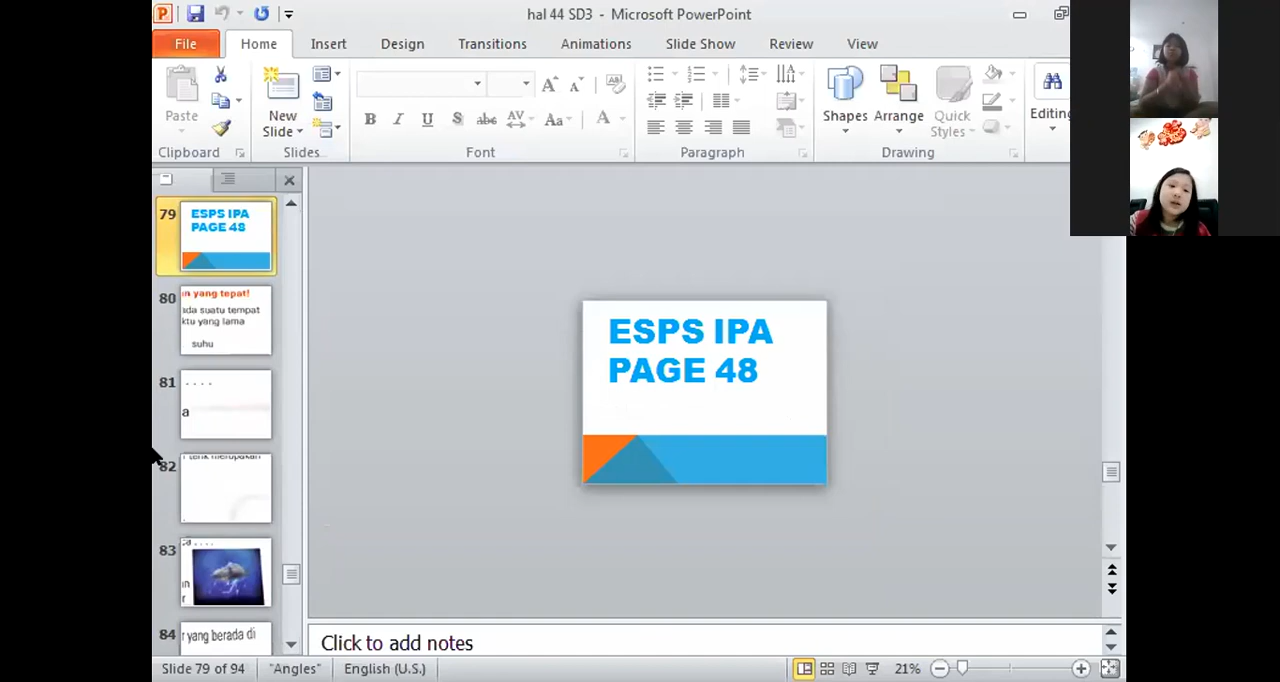 hal 44 SD3 - Microsoft PowerPoint
File Home Insert Design Transitions Animations Slide Show Review View
Paste
New
Slide
Shapes Arrange Quick
Styles
Editing
Clipboard Slides Font Paragraph Drawing
79
ESPS IPA
PAGE 48
80
an yang tepat!
ada suatu tempat
ktu yang lama
suhu
81
. . . .
a
82
merupakan
83
. . . .
84
r yang berada di
ESPS IPA
PAGE 48
Click to add notes
Slide 79 of 94 "Angles" English (U.S.) 21%